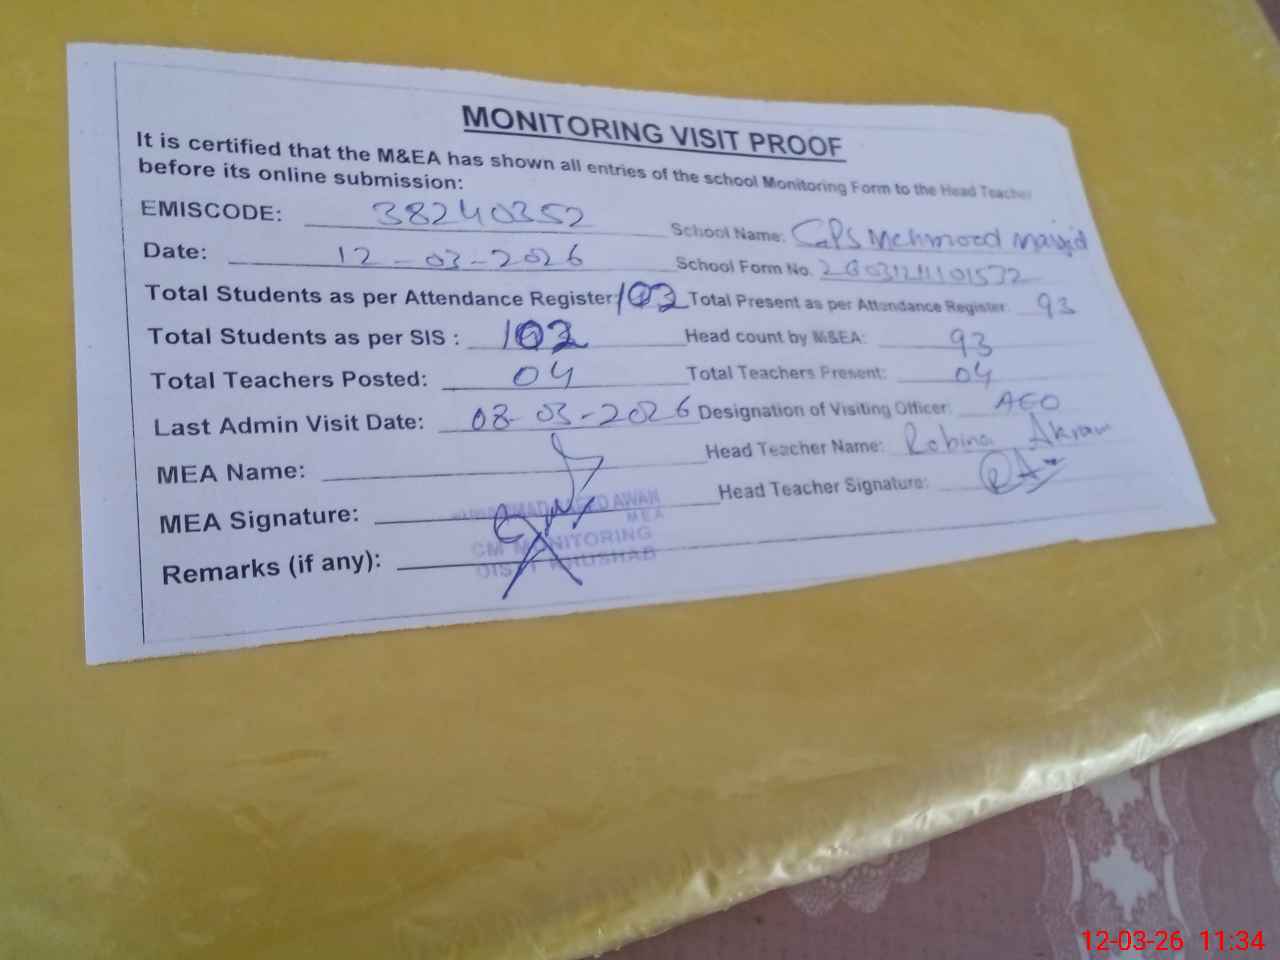 MONITORING VISIT PROOF
It is certified that the M&EA has shown all entries of the school Monitoring Form to the Head Teacher
before its online submission:
EMISCODE: 38240352 School Name: GPS Mehmood
Date: 12-03-2026 School Form No.
Total Students as per Attendance Register: 102 Total Present as per Attendance Register: 93
Total Students as per SIS : 102 Head count by M&EA: 93
Total Teachers Posted: 04 Total Teachers Present: 04
Last Admin Visit Date: 08-03-2026 Designation of Visiting Officer: AEO
MEA Name: Head Teacher Name: Robina Akram
MEA Signature: Head Teacher Signature:
AWAN
MEA
CM MONITORING
DISTT KHUSHAB
Remarks (if any):
12-03-26 11:34